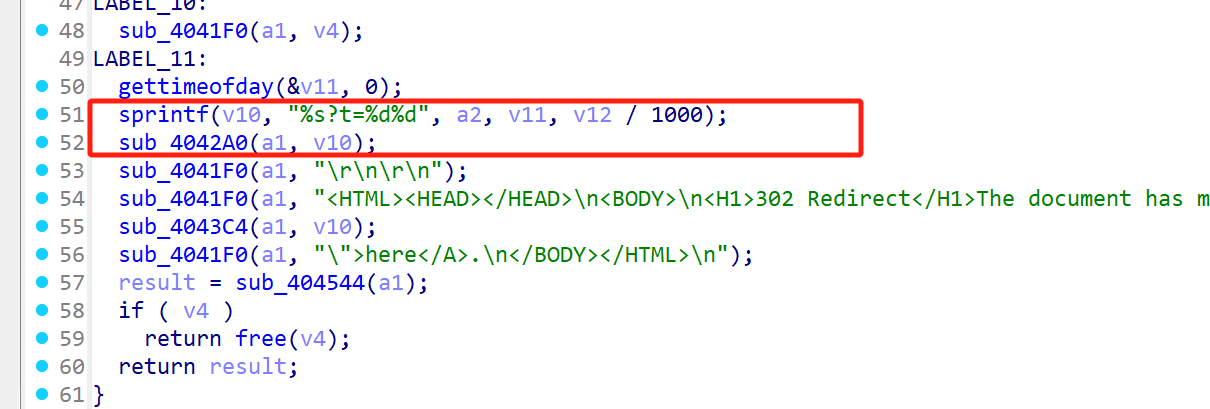 47 LABEL_10:
48 sub_4041F0(a1, v4);
49 LABEL_11:
50 gettimeofday(&v11, 0);
51 sprintf(v10, "%s?t=%d%d", a2, v11, v12 / 1000);
52 sub_4042A0(a1, v10);
53 sub_4041F0(a1, "\r\n\r\n");
54 sub_4041F0(a1, "<HTML><HEAD></HEAD>\n<BODY>\n<H1>302 Redirect</H1>The document has m
55 sub_4043C4(a1, v10);
56 sub_4041F0(a1, "\">here</A>.\n</BODY></HTML>\n");
57 result = sub_404544(a1);
58 if ( v4 )
59 return free(v4);
60 return result;
61 }